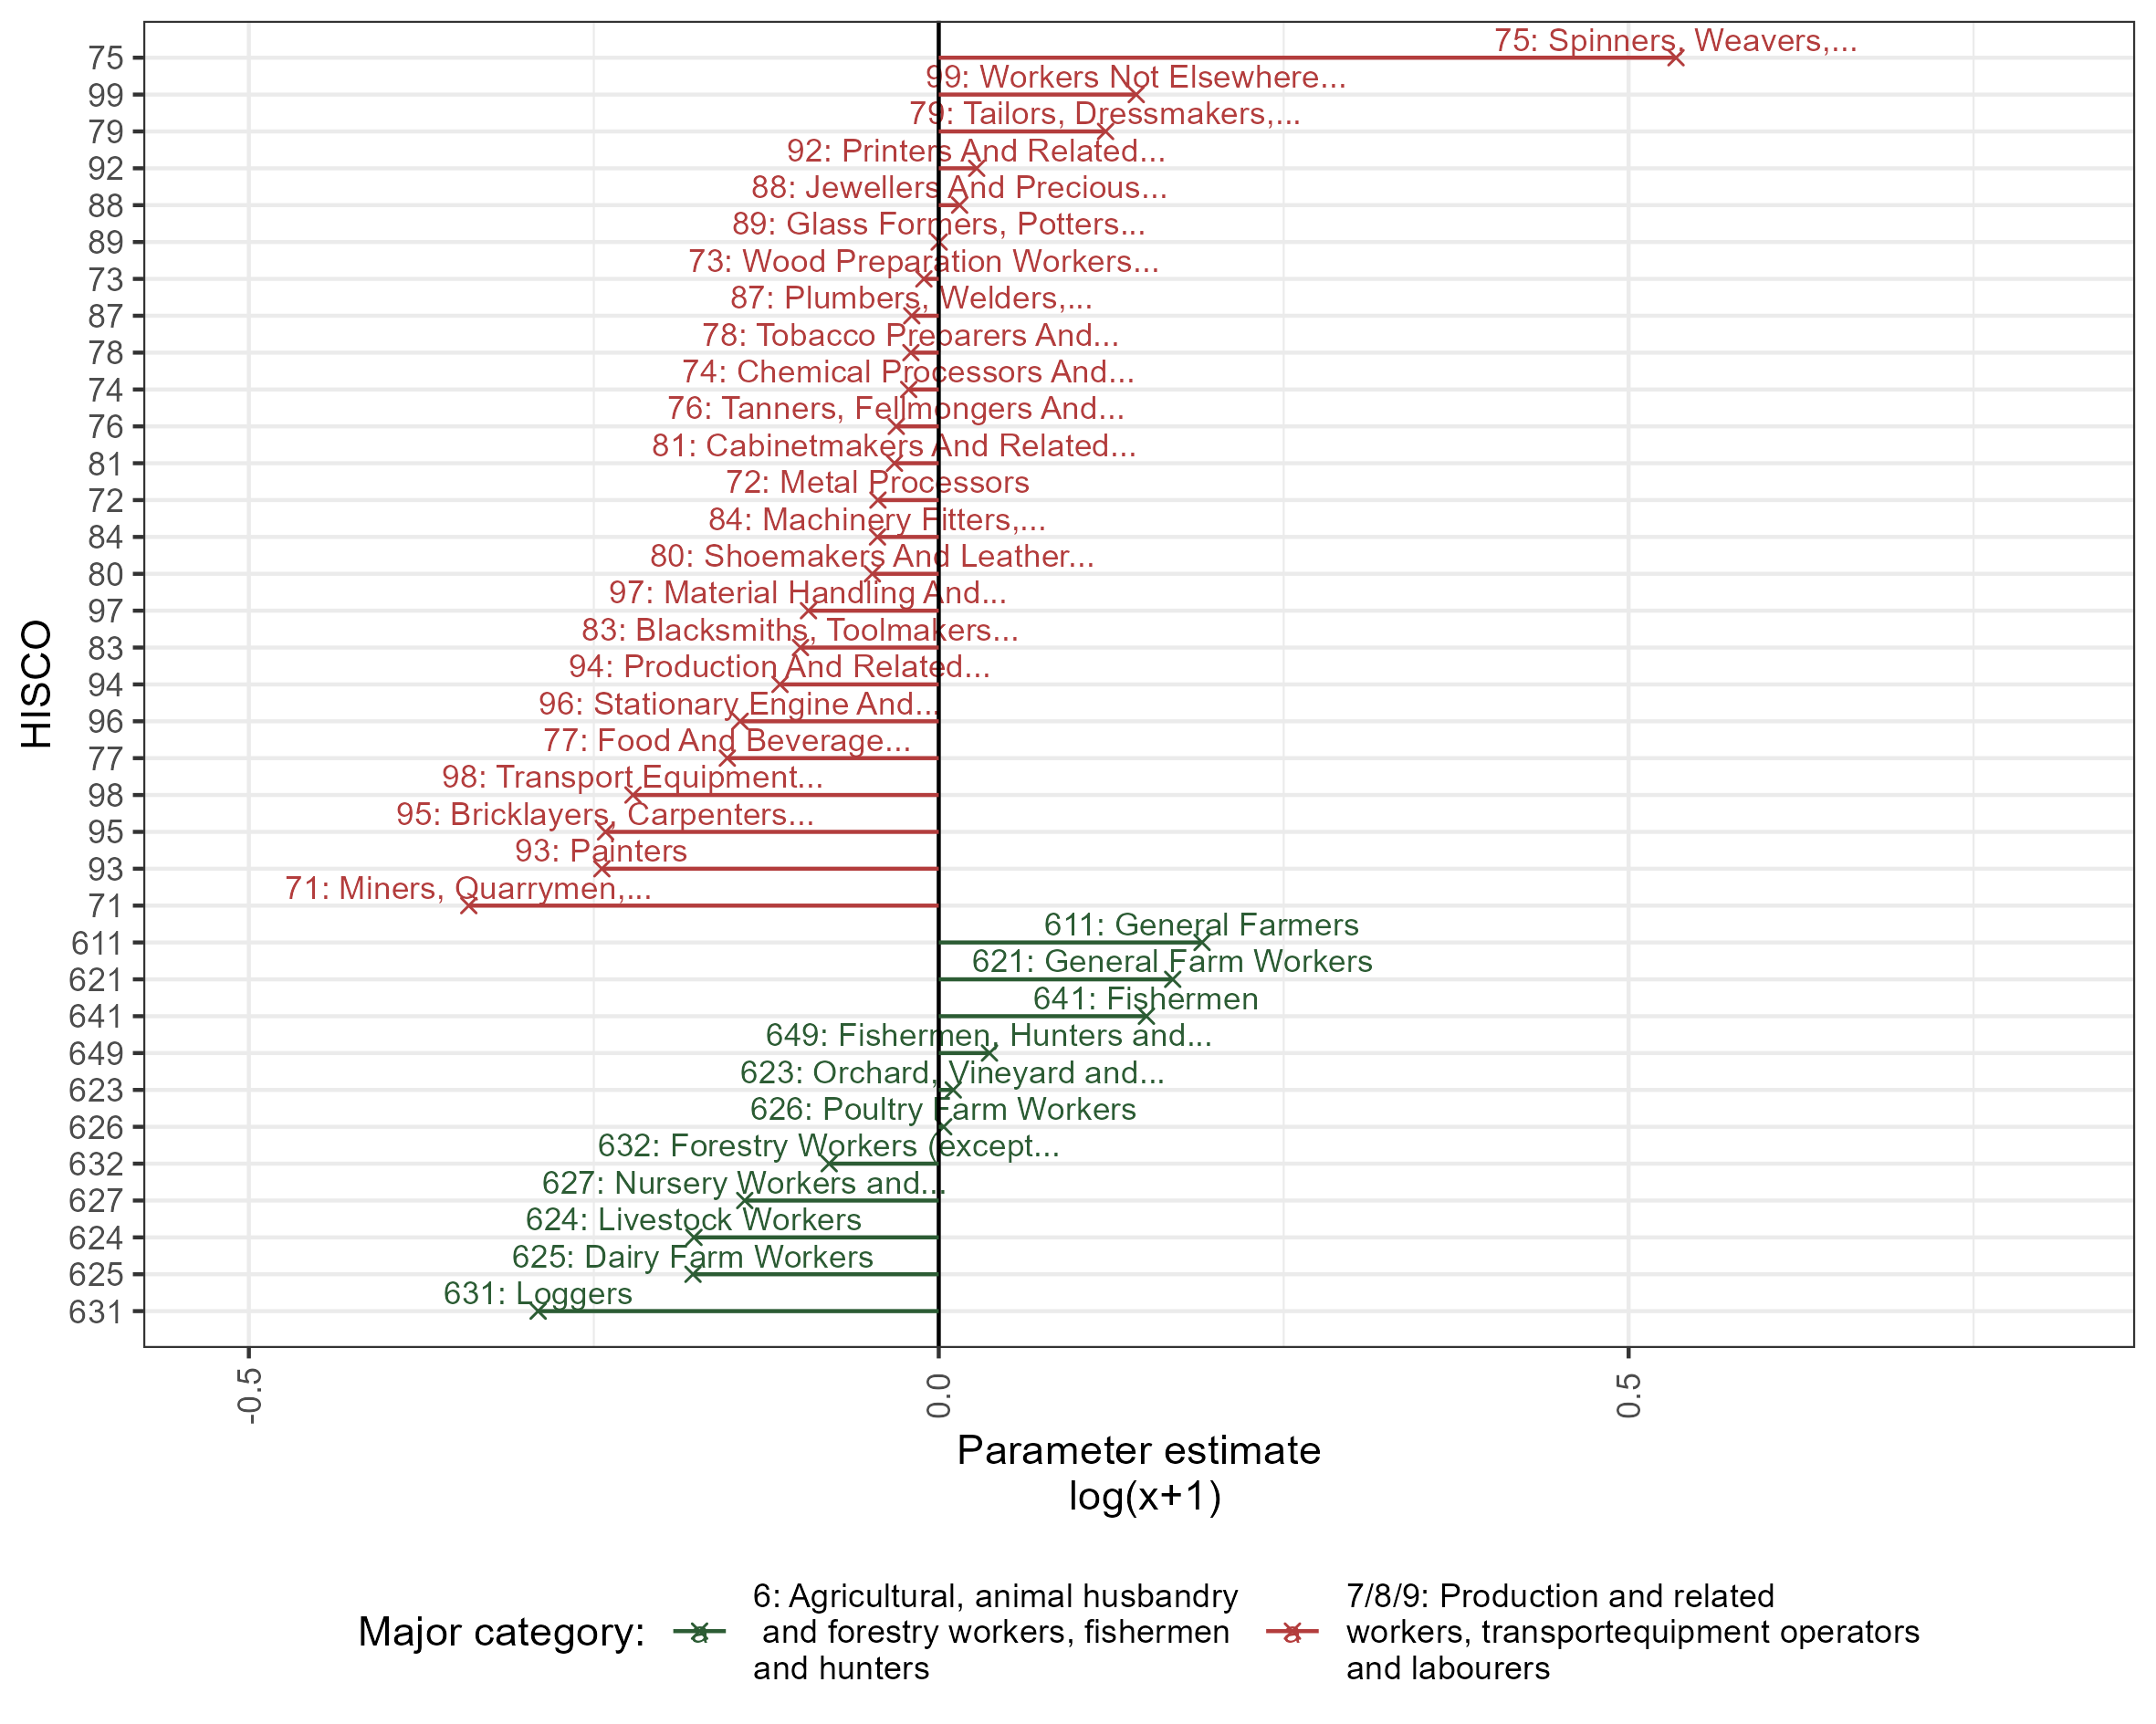 75
99
79
92
88
89
73
87
78
74
76
81
72
84
80
97
83
94
96
77
98
95
93
71
611
621
641
649
623
626
632
627
624
625
631
HISCO
75: Spinners, Weavers,...
99: Workers Not Elsewhere...
79: Tailors, Dressmakers,...
92: Printers And Related...
88: Jewellers And Precious...
89: Glass Formers, Potters...
73: Wood Preparation Workers...
87: Plumbers, Welders,...
78: Tobacco Preparers And...
74: Chemical Processors And...
76: Tanners, Fellmongers And...
81: Cabinetmakers And Related...
72: Metal Processors
84: Machinery Fitters,...
80: Shoemakers And Leather...
97: Material Handling And...
83: Blacksmiths, Toolmakers...
94: Production And Related...
96: Stationary Engine And...
77: Food And Beverage...
98: Transport Equipment...
95: Bricklayers, Carpenters...
93: Painters
71: Miners, Quarrymen,...
611: General Farmers
621: General Farm Workers
641: Fishermen
649: Fishermen, Hunters and...
623: Orchard, Vineyard and...
626: Poultry Farm Workers
632: Forestry Workers (except...
627: Nursery Workers and...
624: Livestock Workers
625: Dairy Farm Workers
631: Loggers
-0.5
0.0
0.5
Parameter estimate
log(x+1)
Major category:
a
6: Agricultural, animal husbandry
and forestry workers, fishermen
and hunters
a
7/8/9: Production and related
workers, transportequipment operators
and labourers